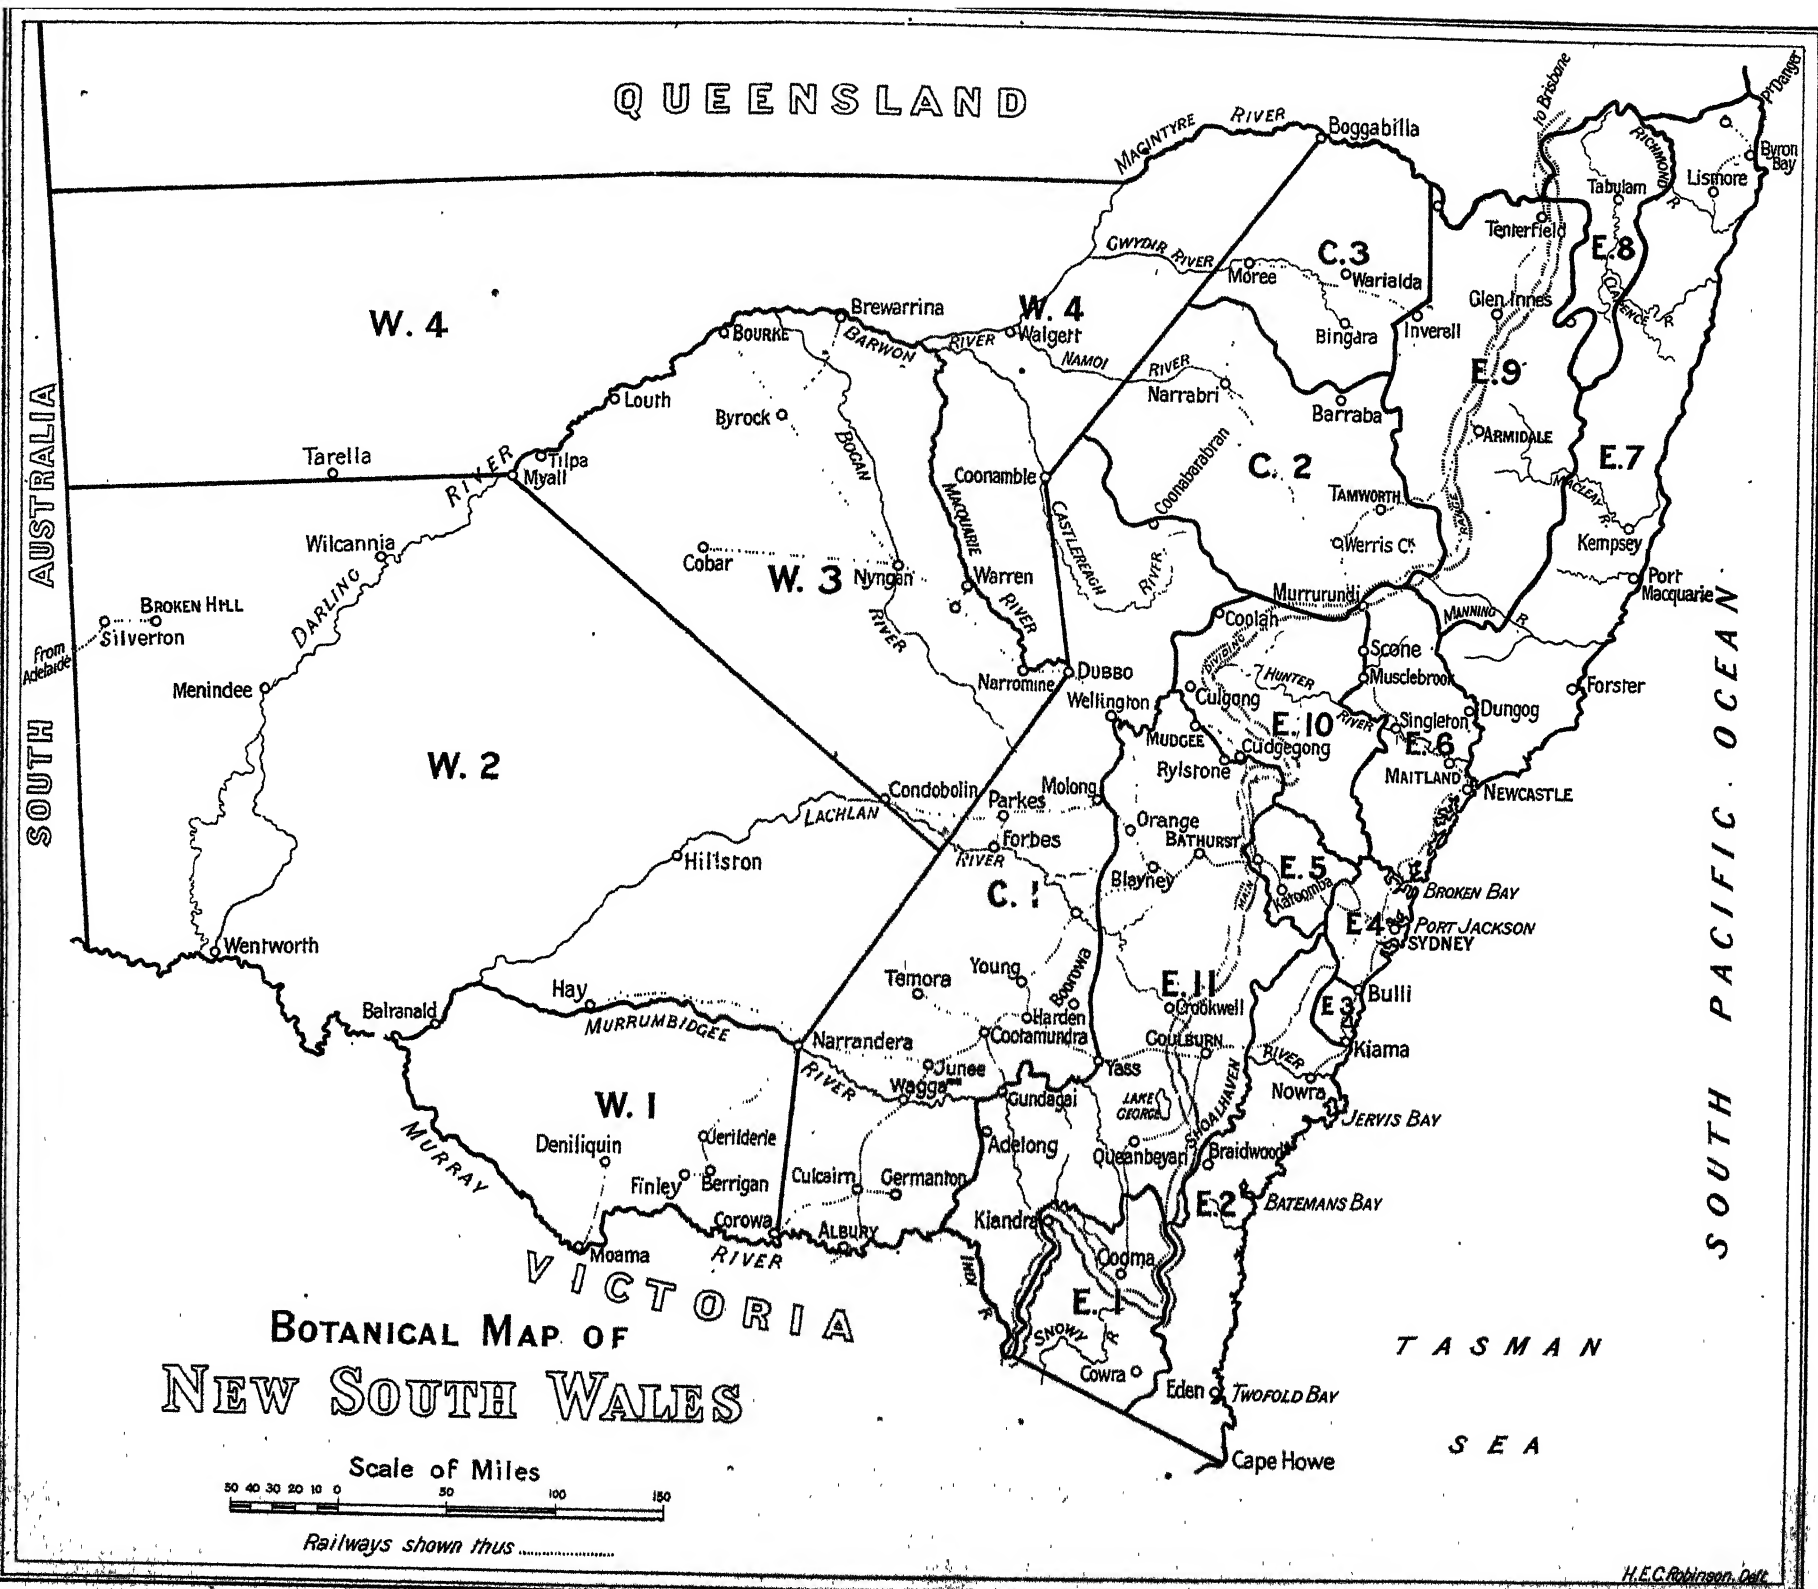 QUEENSLAND
to Brisbane
Pt Danger
MACINTYRE RIVER
Boggabilla
RICHMOND R
Byron Bay
Tabulam
Lismore
Tenterfield
E.8
GWYDIR RIVER
C.3
Moree
Warialda
W. 4
Brewarrina
W. 4
Glen Innes
CLARENCE R
BOURKE
BARWON
RIVER
Walgett
Bingara
Inverell
NAMOI RIVER
E.9
Louth
Byrock
Narrabri
Barraba
ARMIDALE
BOGAN
Tarella
Tilpa
Myall
RIVER
Coonamble
Coonabarabran
C. 2
E.7
TAMWORTH
MACLEAY R.
RANGE
MACQUARIE
CASTLEREAGH
Wilcannia
Cobar
W. 3
Nyngan
Warren
RIVER
Werris Ck
Kempsey
DARLING
RIVER
RIVER
Murrurundi
Port Macquarie
BROKEN HILL
Silverton
From Adelaide
Coolah
MANNING R
DIVIDING
Scone
Menindee
Narromine
DUBBO
HUNTER
Musclebrook
Forster
Wellington
Culgong
RIVER
Singleton
Dungog
MUDGEE
E.10
Cudgegong
E.6
W. 2
Rylstone
MAITLAND
Condobolin
Parkes
Molong
NEWCASTLE
LACHLAN
Orange
Forbes
BATHURST
RIVER
Hillston
Blayney
E.5
Katoomba
C. 1
MAIN
BROKEN BAY
E4
PORT JACKSON
SYDNEY
Wentworth
Temora
Young
Boorowa
E.11
Crookwell
Bulli
Hay
E3
Balranald
MURRUMBIDGEE
Harden
Narrandera
Cootamundra
GOULBURN
RIVER
Kiama
RIVER
Junee
Yass
Wagga
Gundagai
LAKE GEORGE
Nowra
W. 1
SHOALHAVEN
JERVIS BAY
MURRAY
Deniliquin
Jerilderie
Adelong
Queanbeyan
Braidwood
Finley
Berrigan
Culcairn
Germanton
E.2
BATEMANS BAY
Corowa
ALBURY
Kiandra
Moama
RIVER
Cooma
INDI R
VICTORIA
E. 1
SNOWY R
Cowra
Eden
TWOFOLD BAY
Cape Howe
SOUTH AUSTRALIA
SOUTH PACIFIC OCEAN
TASMAN
SEA
BOTANICAL MAP OF
NEW SOUTH WALES
Scale of Miles
50 40 30 20 10 0 50 100 150
Railways shown thus
H.E.C. Robinson, Delt.